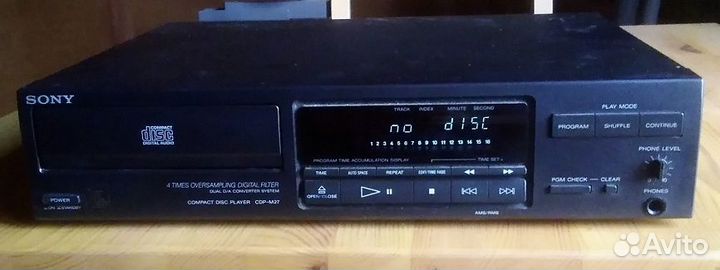 SONY
COMPACT
disc
DIGITAL AUDIO
TRACK INDEX MINUTE SECOND
no dISC
1 2 3 4 5 6 7 8 9 10 11 12 13 14 15 16
PROGRAM TIME ACCUMULATION DISPLAY
TIME SET
TIME AUTO SPACE REPEAT EDIT/TIME FADE
OPEN/CLOSE
AMS/RMS
4 TIMES OVERSAMPLING DIGITAL FILTER
DUAL D/A CONVERTER SYSTEM
COMPACT DISC PLAYER CDP-M27
POWER
PLAY MODE
PROGRAM SHUFFLE CONTINUE
PHONE LEVEL
PGM CHECK CLEAR
PHONES
Avito